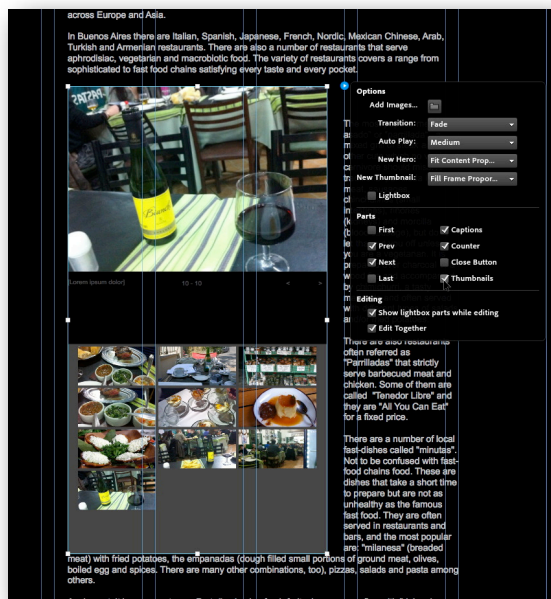 across Europe and Asia.
In Buenos Aires there are Italian, Spanish, Japanese, French, Nordic, Mexican Chinese, Arab,
Turkish and Armenian restaurants. There are also a number of restaurants that serve
aphrodisiac, vegetarian and macrobiotic food. The variety of restaurants covers a range from
sophisticated to fast food chains satisfying every taste and every pocket.
Options
Add Images...
Transition: Fade
Auto Play: Medium
New Hero: Fit Content Prop...
New Thumbnail: Fill Frame Propor...
Lightbox
Parts
First Captions
Prev Counter
Next Close Button
Last Thumbnails
Editing
Show lightbox parts while editing
Edit Together
[Lorem ipsum dolor] 10 - 10 < >
There are also restaurants
often referred as
"Parrilladas" that strictly
serve barbecued meat and
chicken. Some of them are
called "Tenedor Libre" and
they are "All You Can Eat"
for a fixed price.
There are a number of local
fast-dishes called "minutas".
Not to be confused with fast-
food chains food. These are
dishes that take a short time
to prepare but are not as
unhealthy as the famous
fast food. They are often
served in restaurants and
bars, and the most popular
are: "milanesa" (breaded
meat) with fried potatoes, the empanadas (dough filled small portions of ground meat, olives,
boiled egg and spices. There are many other combinations, too), pizzas, salads and pasta among
others.